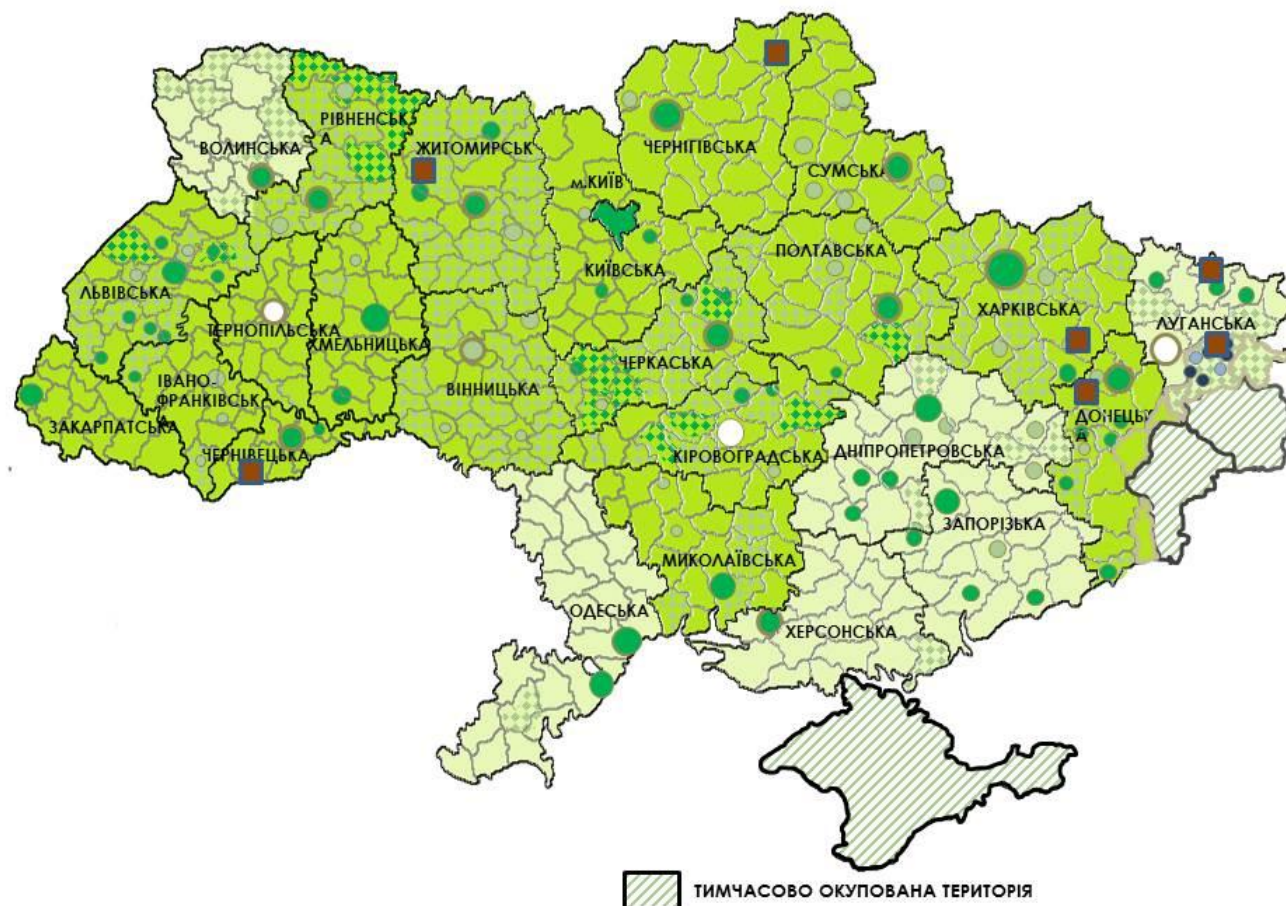 ВОЛИНСЬКА
РІВНЕНСЬК
А
ЖИТОМИРСЬК
ЧЕРНІГІВСЬКА
СУМСЬКА
м.КИЇВ
КИЇВСЬКА
ПОЛТАВСЬКА
ХАРКІВСЬКА
ЛУГАНСЬКА
ЛЬВІВСЬКА
ТЕРНОПІЛЬСЬКА
ХМЕЛЬНИЦЬКА
ВІННИЦЬКА
ЧЕРКАСЬКА
ІВАНО-
ФРАНКІВСЬК
ЗАКАРПАТСЬКА
ЧЕРНІВЕЦЬКА
КІРОВОГРАДСЬКА
ДНІПРОПЕТРОВСЬКА
ДОНЕЦЬК
А
ЗАПОРІЗЬКА
МИКОЛАЇВСЬКА
ОДЕСЬКА
ХЕРСОНСЬКА
ТИМЧАСОВО ОКУПОВАНА ТЕРИТОРІЯ